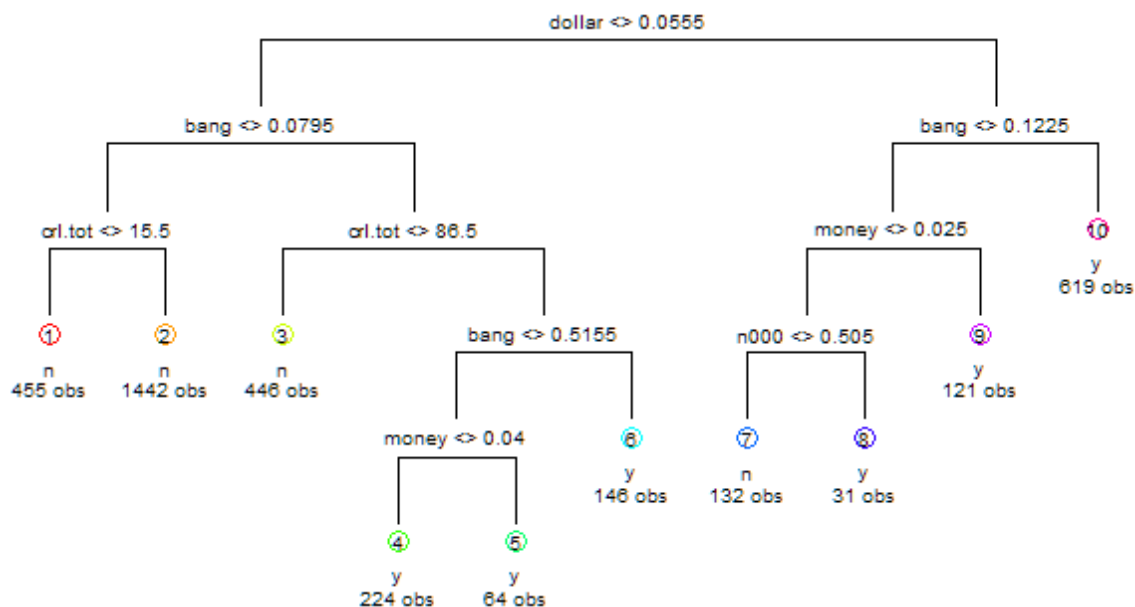 dollar <> 0.0555
bang <> 0.0795
bang <> 0.1225
crl.tot <> 15.5
crl.tot <> 86.5
money <> 0.025
10
y
619 obs
1
n
455 obs
2
n
1442 obs
3
n
446 obs
bang <> 0.5155
n000 <> 0.505
9
y
121 obs
money <> 0.04
6
y
146 obs
7
n
132 obs
8
y
31 obs
4
y
224 obs
5
y
64 obs